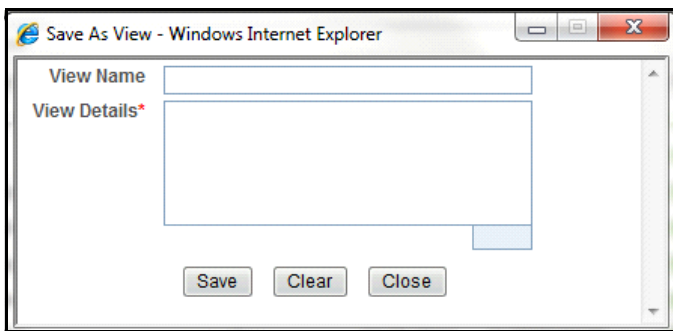 Save As View - Windows Internet Explorer
View Name
View Details*
Save Clear Close